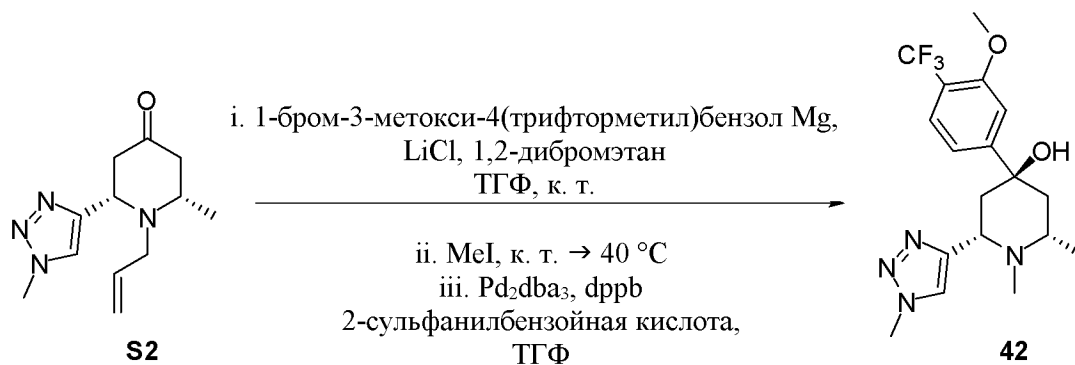 O
N
N
N
N
S2
i. 1-бром-3-метокси-4(трифторметил)бензол Mg,
LiCl, 1,2-дибромэтан
ТГФ, к. т.
ii. MeI, к. т. → 40 °C
iii. Pd₂dba₃, dppb
2-сульфанилбензойная кислота,
ТГФ
O
CF₃
OH
N
N
N
N
42